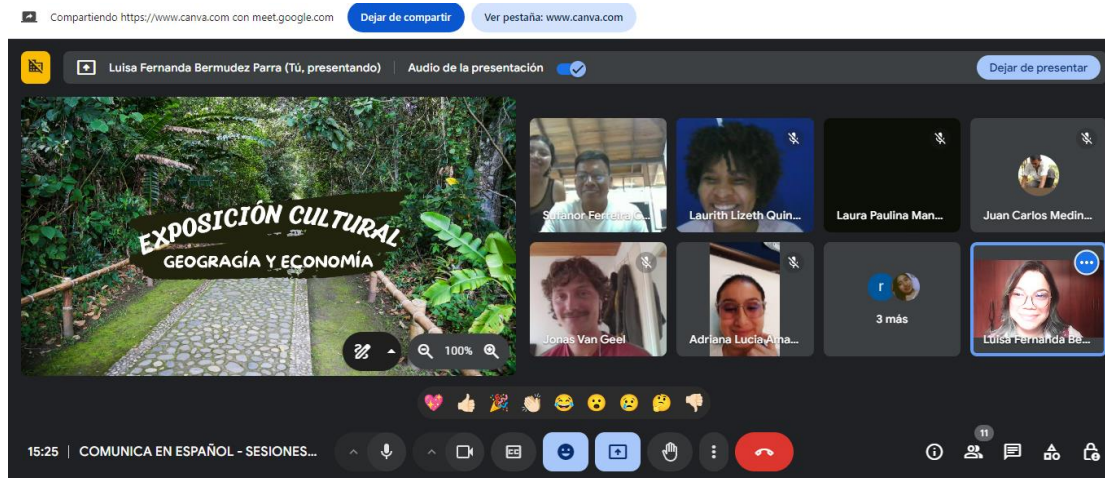 Compartiendo https://www.canva.com con meet.google.com
Dejar de compartir
Ver pestaña: www.canva.com
Luisa Fernanda Bermudez Parra (Tú, presentando)
Audio de la presentación
Dejar de presentar
EXPOSICIÓN CULTURAL
GEOGRAGÍA Y ECONOMÍA
100%
Sutanor Ferreira C...
Laurith Lizeth Quin...
Laura Paulina Man...
Juan Carlos Medin...
Jonas Van Geel
Adriana Lucia Ama...
r
3 más
Luisa Fernanda Be...
15:25 | COMUNICA EN ESPAÑOL - SESIONES...
11